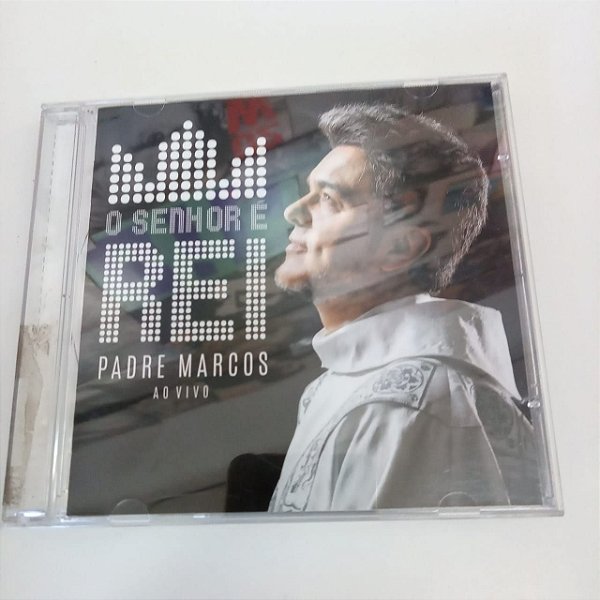 O SENHOR É
REI
PADRE MARCOS
AO VIVO